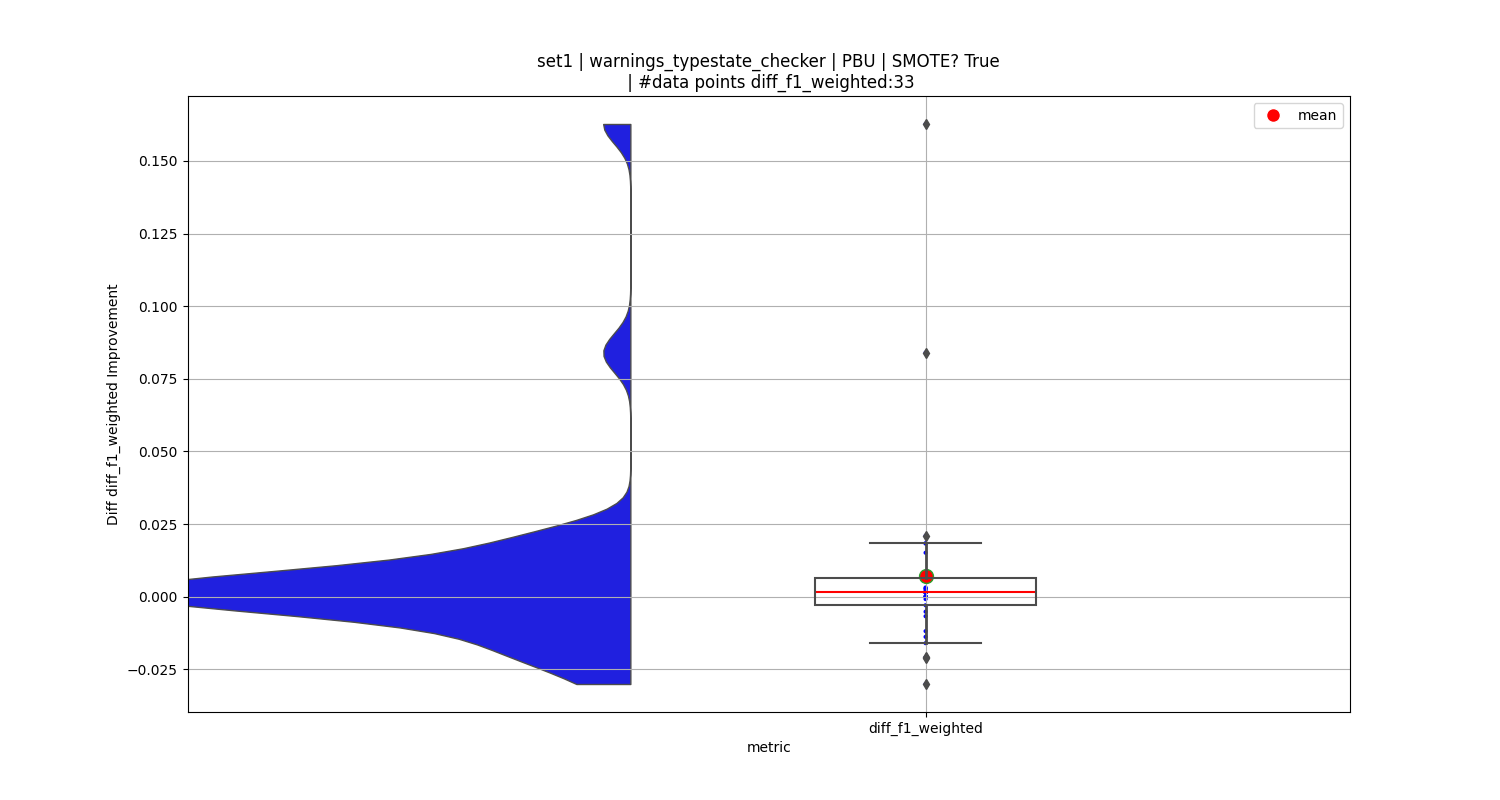 set1 | warnings_typestate_checker | PBU | SMOTE? True
| #data points diff_f1_weighted:33
mean
0.150
0.125
0.100
0.075
0.050
0.025
0.000
−0.025
Diff diff_f1_weighted Improvement
diff_f1_weighted
metric